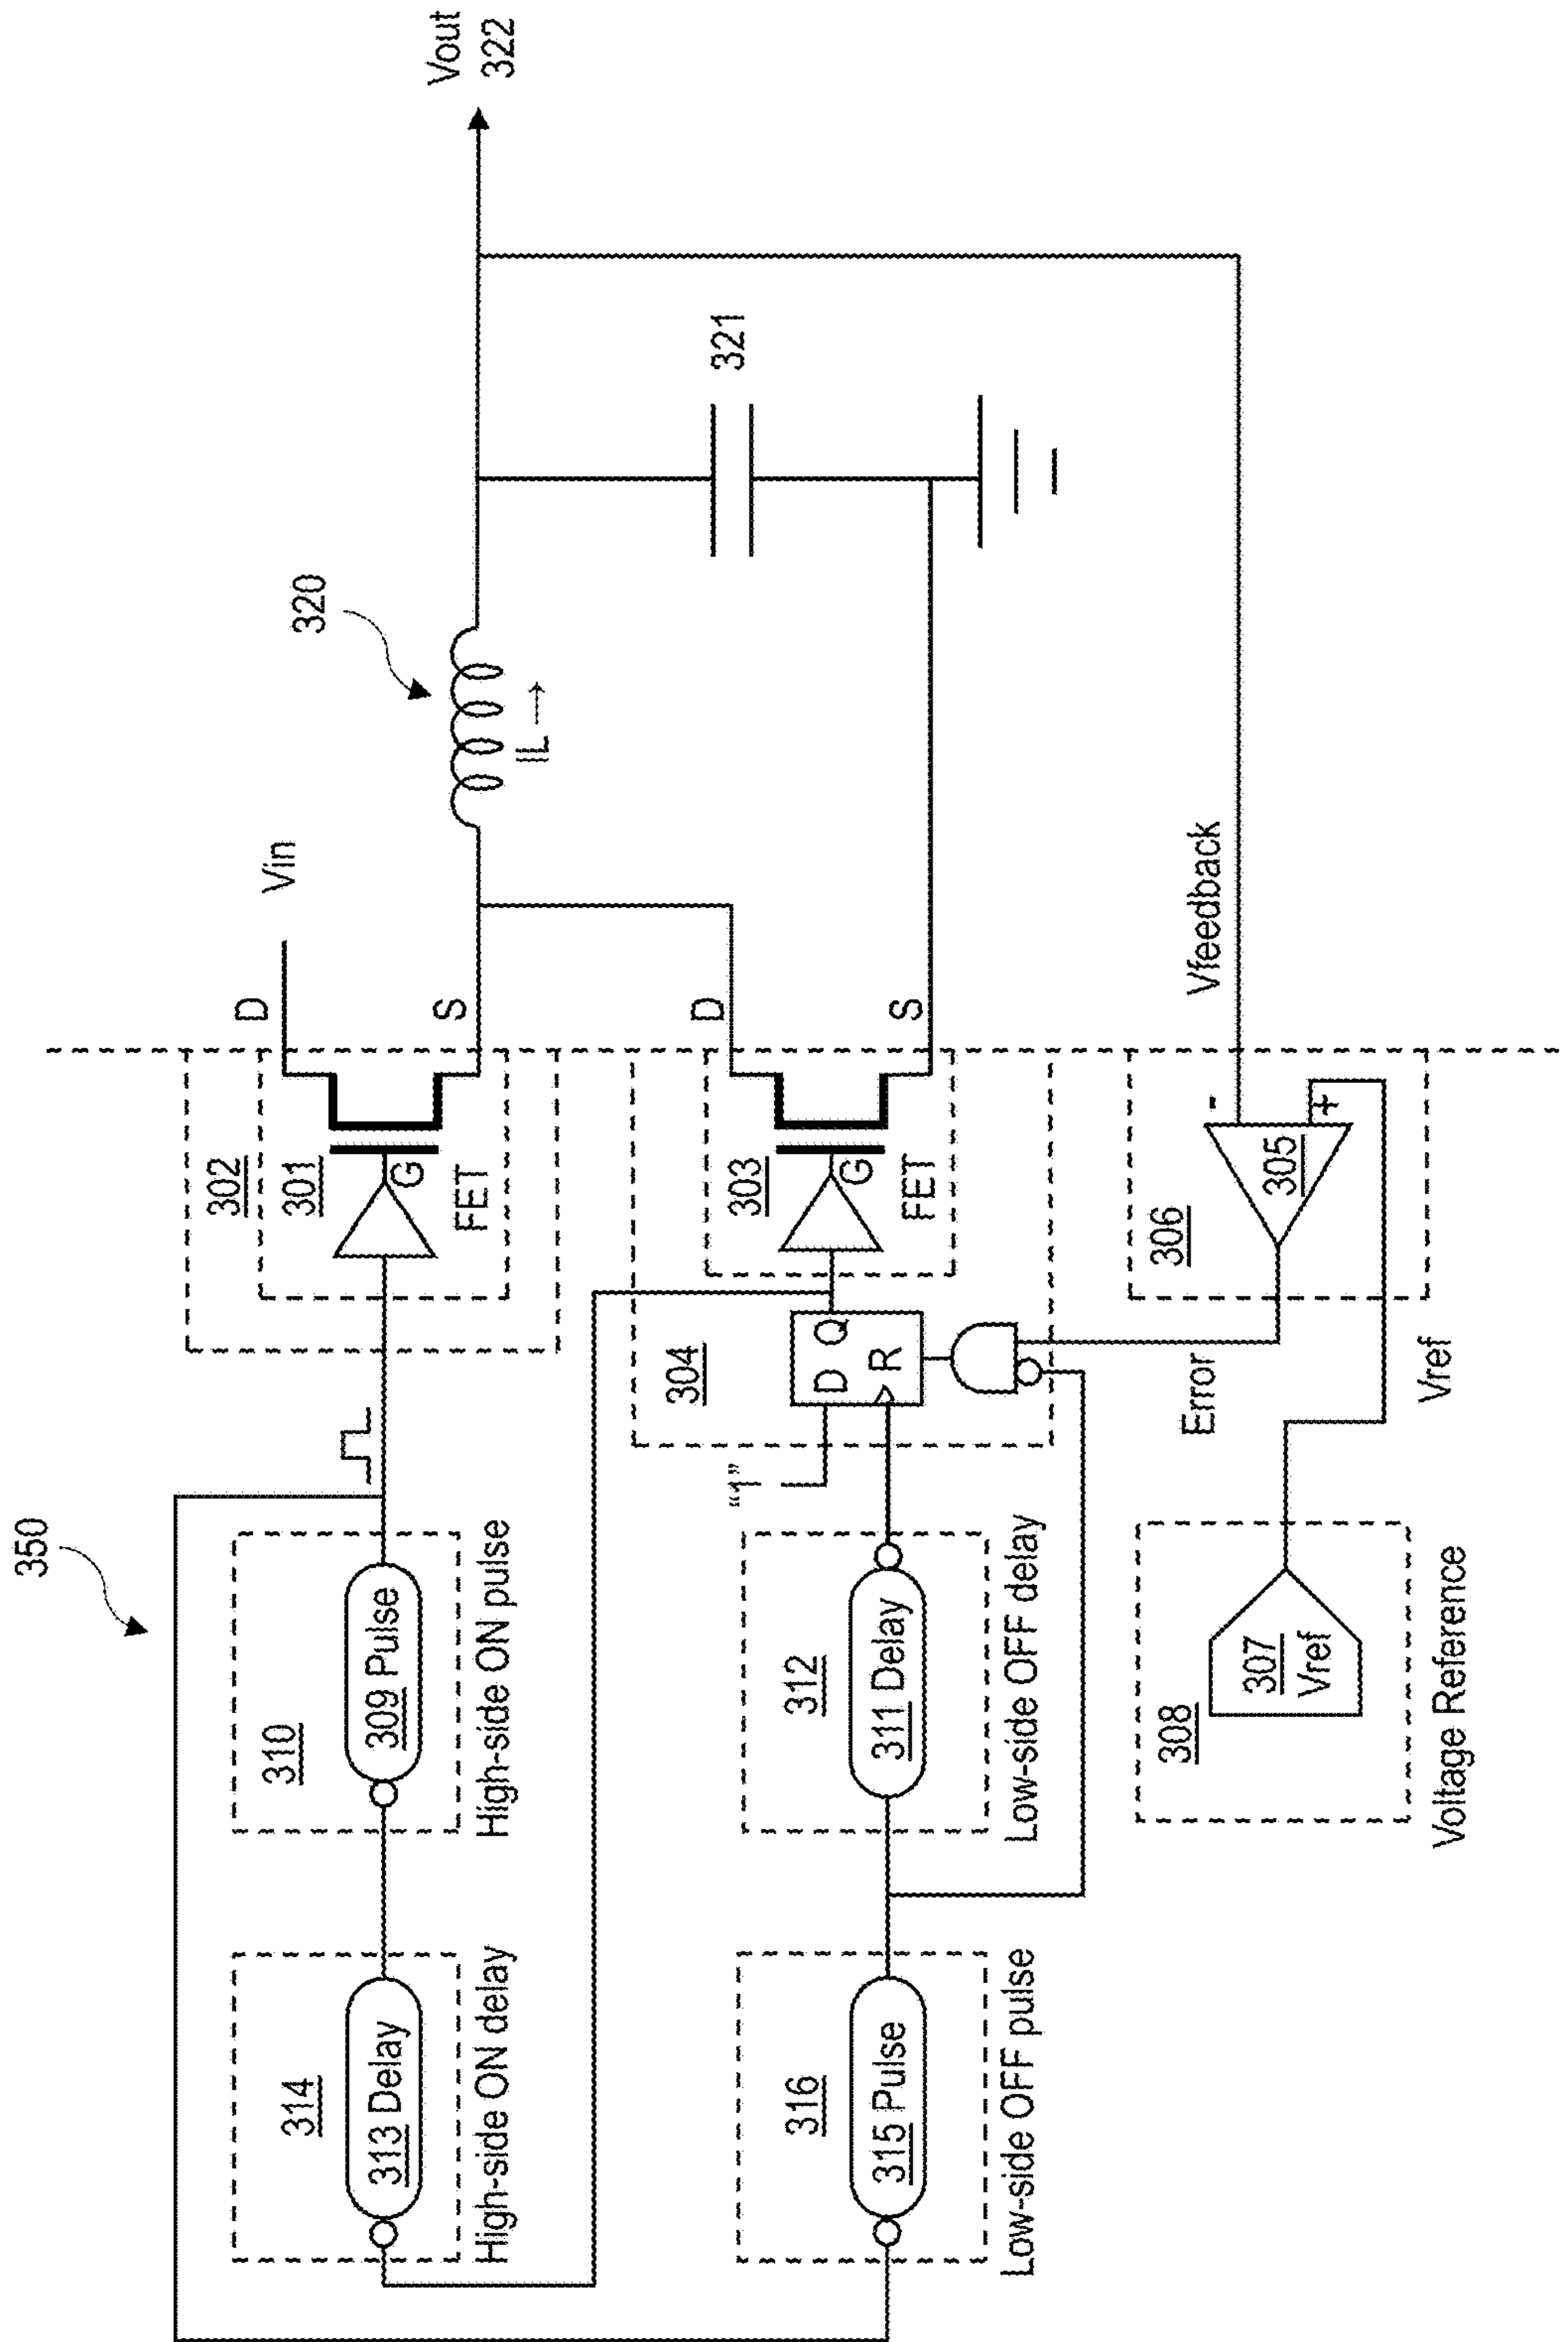 350
Vout
322
320
IL →
321
Vin
D
S
302
301
G
FET
310
309 Pulse
High-side ON pulse
314
313 Delay
High-side ON delay
D
S
303
G
FET
304
D Q
R
"1"
312
311 Delay
Low-side OFF delay
316
315 Pulse
Low-side OFF pulse
Vfeedback
-
+
305
306
Error
Vref
308
307
Vref
Voltage Reference